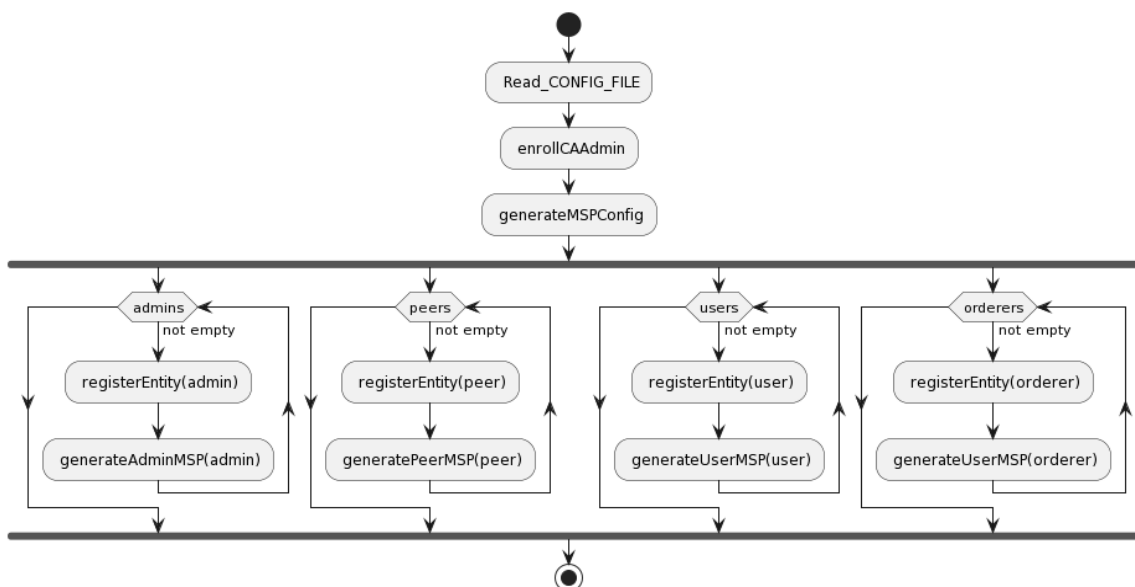 Read_CONFIG_FILE
enrollCAAdmin
generateMSPConfig
admins
not empty
registerEntity(admin)
generateAdminMSP(admin)
peers
not empty
registerEntity(peer)
generatePeerMSP(peer)
users
not empty
registerEntity(user)
generateUserMSP(user)
orderers
not empty
registerEntity(orderer)
generateUserMSP(orderer)